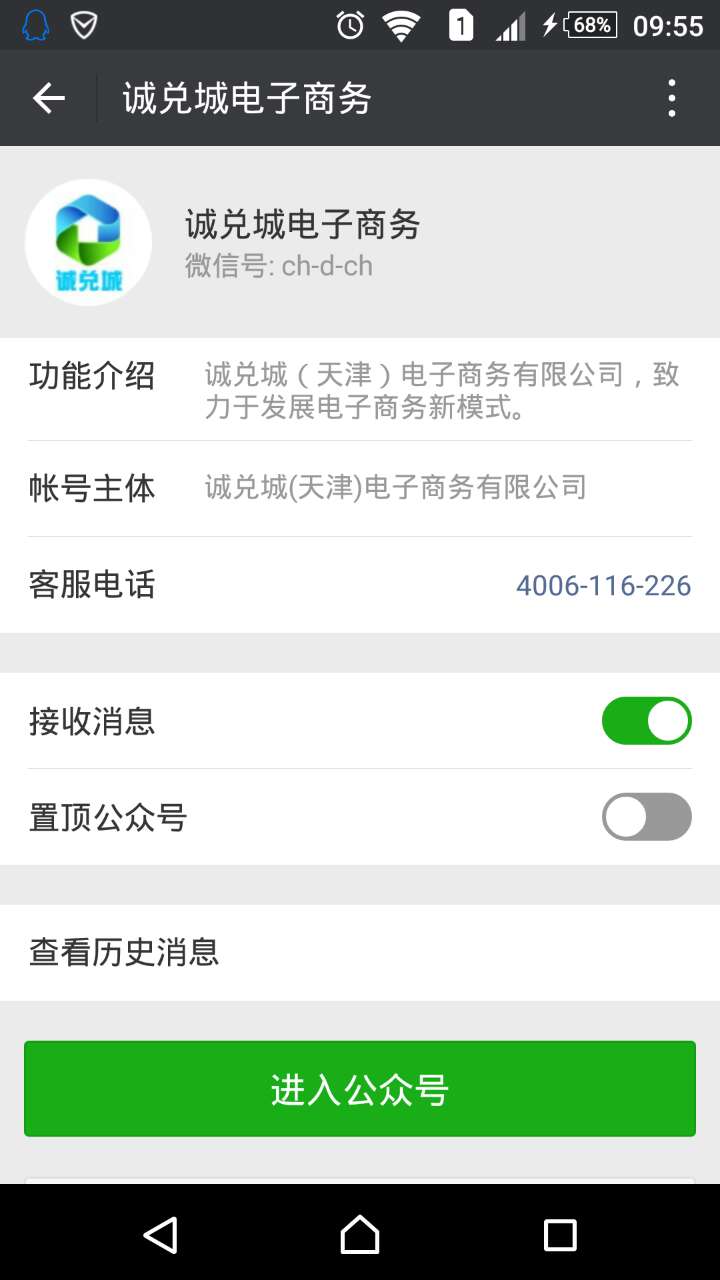 1
68%
09:55
诚兑城电子商务
诚兑城
诚兑城电子商务
微信号: ch-d-ch
功能介绍
诚兑城（天津）电子商务有限公司，致
力于发展电子商务新模式。
帐号主体
诚兑城(天津)电子商务有限公司
客服电话
4006-116-226
接收消息
置顶公众号
查看历史消息
进入公众号